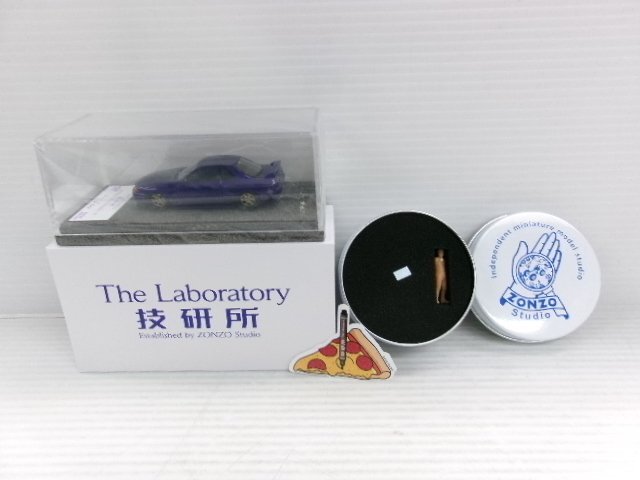 The Laboratory
技研所
Established by ZONZO Studio
Independent miniature model studio
ZONZO
Studio